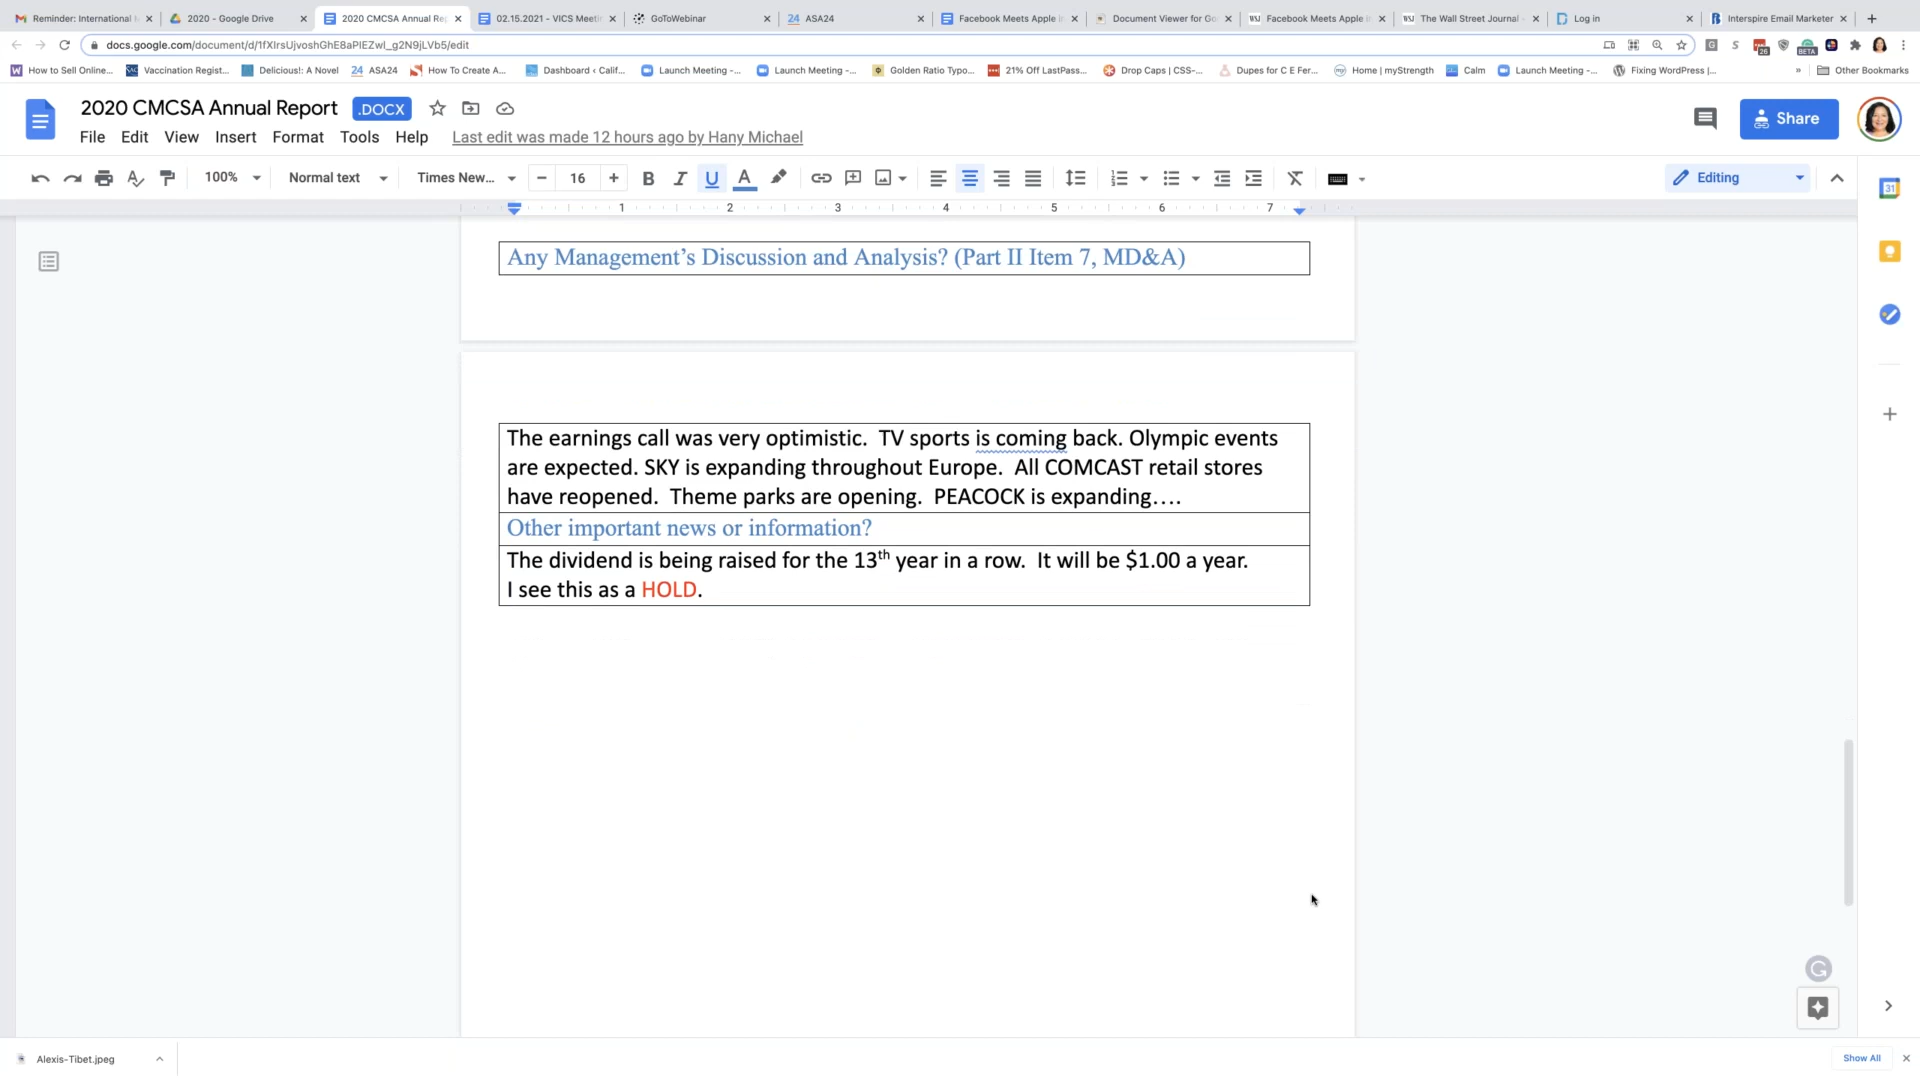 Reminder: International
2020 - Google Drive
2020 CMCSA Annual Re
02.15.2021 - VICS Meeti
GoToWebinar
ASA24
Facebook Meets Apple in
Document Viewer for Go
Facebook Meets Apple i
The Wall Street Journal
Log in
Interspire Email Marketer
docs.google.com/document/d/1fXIrsUjvoshGhE8aPIEZwl_g2N9jLVb5/edit
How to Sell Online...
Vaccination Regist...
Delicious!: A Novel
ASA24
How To Create A...
Dashboard ‹ Calif...
Launch Meeting -...
Launch Meeting -...
Golden Ratio Typo...
21% Off LastPass...
Drop Caps | CSS-...
Dupes for C E Fer...
Home | myStrength
Calm
Launch Meeting -...
Fixing WordPress |...
Other Bookmarks
2020 CMCSA Annual Report .DOCX
File Edit View Insert Format Tools Help Last edit was made 12 hours ago by Hany Michael
Share
100% Normal text Times New... 16 B I U A Editing
1 2 3 4 5 6 7
Any Management’s Discussion and Analysis? (Part II Item 7, MD&A)
The earnings call was very optimistic. TV sports is coming back. Olympic events
are expected. SKY is expanding throughout Europe. All COMCAST retail stores
have reopened. Theme parks are opening. PEACOCK is expanding….
Other important news or information?
The dividend is being raised for the 13th year in a row. It will be $1.00 a year.
I see this as a HOLD.
Alexis-Tibet.jpeg
Show All